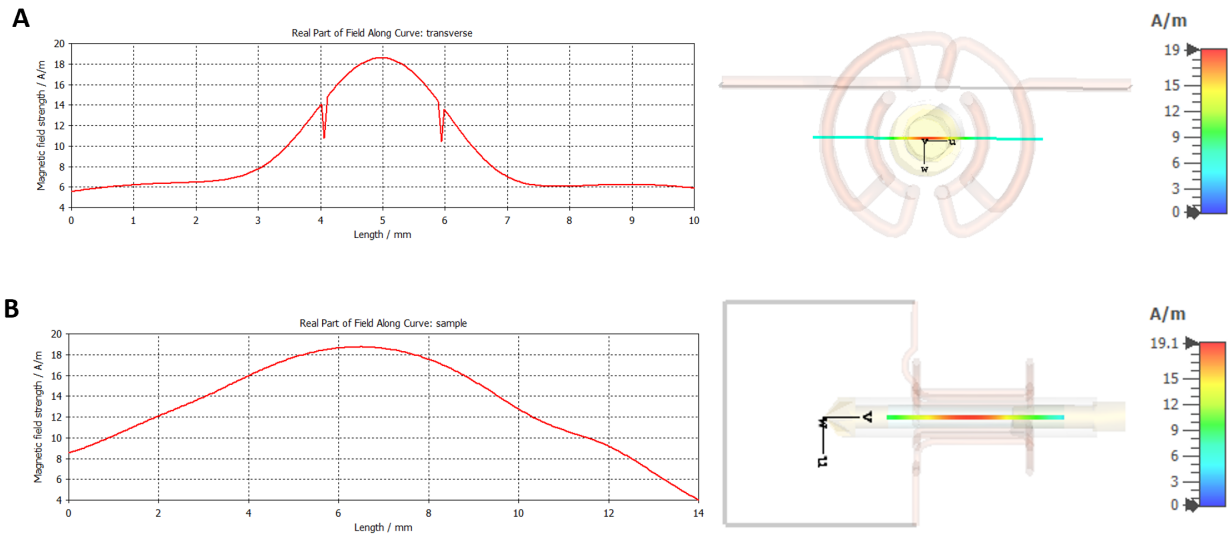 A
Real Part of Field Along Curve: transverse
Magnetic field strength / A/m
20
18
16
14
12
10
8
6
4
0 1 2 3 4 5 6 7 8 9 10
Length / mm
v
u
w
A/m
19
15
12
9
6
3
0
B
Real Part of Field Along Curve: sample
Magnetic field strength / A/m
20
18
16
14
12
10
8
6
4
0 2 4 6 8 10 12 14
Length / mm
w
v
u
A/m
19.1
15
12
9
6
3
0